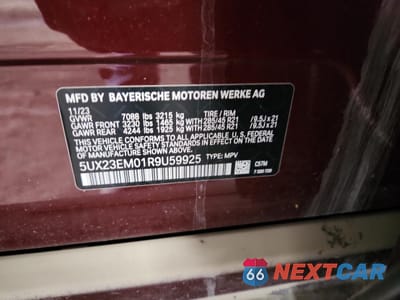 MFD BY BAYERISCHE MOTOREN WERKE AG
11/23
GVWR 7088 lbs 3215 kg TIRE / RIM
GAWR FRONT 3230 lbs 1465 kg 285/45 R21 / 9.5J x 21
GAWR REAR 4244 lbs 1925 kg 285/45 R21 / 9.5J x 21
THIS VEHICLE CONFORMS TO ALL APPLICABLE U.S. FEDERAL
MOTOR VEHICLE SAFETY STANDARDS IN EFFECT ON THE
DATE OF MANUFACTURE SHOWN ABOVE.
5UX23EM01R9U59925 TYPE: MPV
C57M
66 NEXTCAR